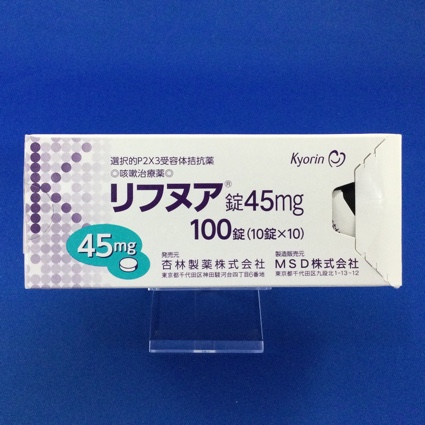 選択的P2X3受容体拮抗薬
◎咳嗽治療薬◎
Kyorin
リフヌア®錠45mg
100錠(10錠×10)
45mg
発売元
杏林製薬株式会社
東京都千代田区神田駿河台四丁目6番地
製造販売元
MSD株式会社
東京都千代田区九段北1-13-12